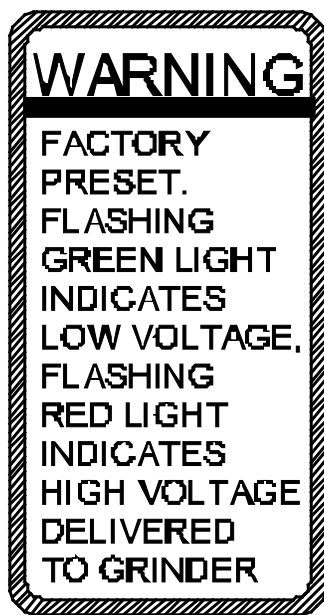 WARNING
FACTORY
PRESET.
FLASHING
GREEN LIGHT
INDICATES
LOW VOLTAGE,
FLASHING
RED LIGHT
INDICATES
HIGH VOLTAGE
DELIVERED
TO GRINDER